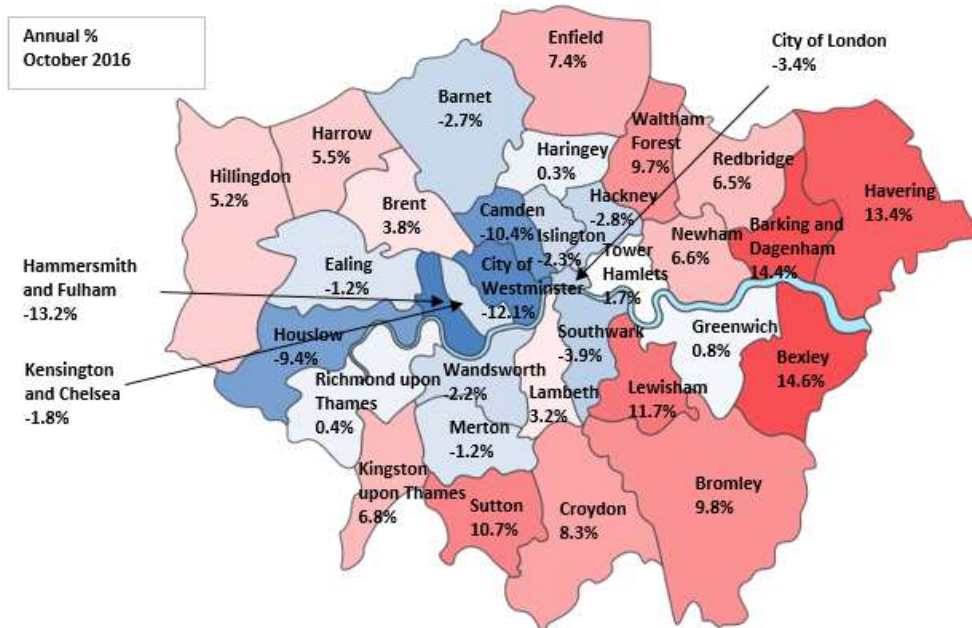 Annual %
October 2016
City of London
-3.4%
Enfield
7.4%
Barnet
-2.7%
Waltham
Forest
9.7%
Harrow
5.5%
Haringey
0.3%
Redbridge
6.5%
Hillingdon
5.2%
Havering
13.4%
Hackney
-2.8%
Brent
3.8%
Camden
-10.4%
Islington
-2.3%
Newham
6.6%
Barking and
Dagenham
14.4%
Tower
Hamlets
1.7%
Ealing
-1.2%
City of
Westminster
-12.1%
Hammersmith
and Fulham
-13.2%
Houslow
-9.4%
Southwark
-3.9%
Greenwich
0.8%
Bexley
14.6%
Kensington
and Chelsea
-1.8%
Richmond upon
Thames
0.4%
Wandsworth
-2.2%
Lambeth
3.2%
Lewisham
11.7%
Merton
-1.2%
Kingston
upon Thames
6.8%
Sutton
10.7%
Croydon
8.3%
Bromley
9.8%